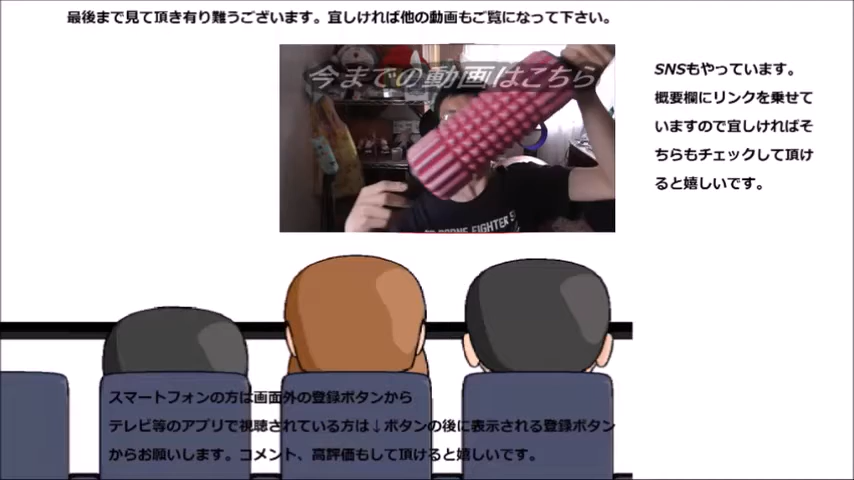 最後まで見て頂き有り難うございます。宜しければ他の動画もご覧になって下さい。
今までの動画はこちら
SNSもやっています。
概要欄にリンクを乗せて
いますので宜しければそ
ちらもチェックして頂け
ると嬉しいです。
FIGHTER
スマートフォンの方は画面外の登録ボタンから
テレビ等のアプリで視聴されている方は↓ボタンの後に表示される登録ボタン
からお願いします。コメント、高評価もして頂けると嬉しいです。